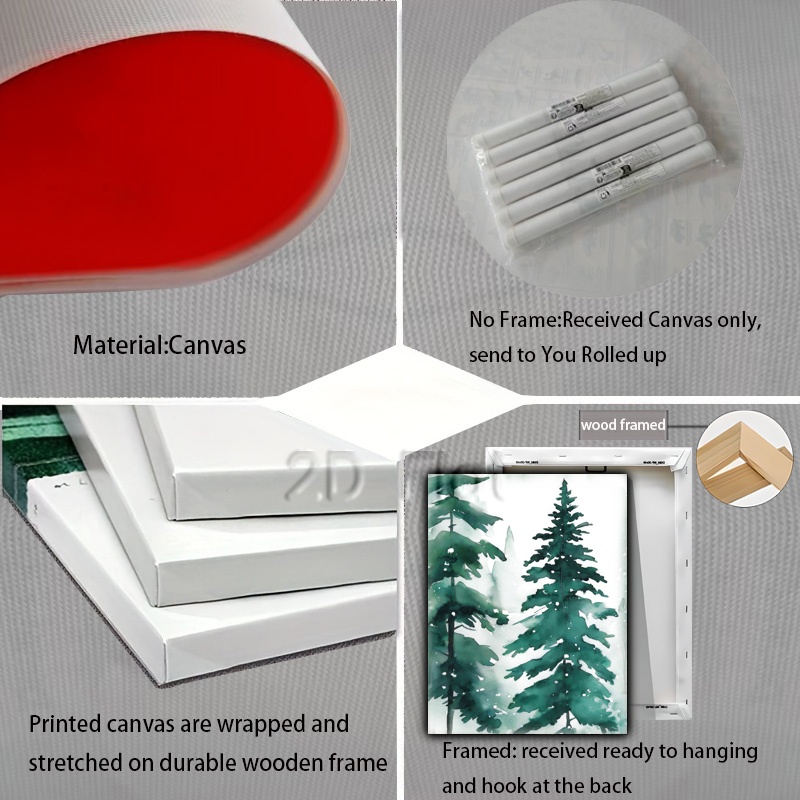 Material:Canvas
No Frame:Received Canvas only,
send to You Rolled up
wood framed
2D
Printed canvas are wrapped and
stretched on durable wooden frame
Framed: received ready to hanging
and hook at the back